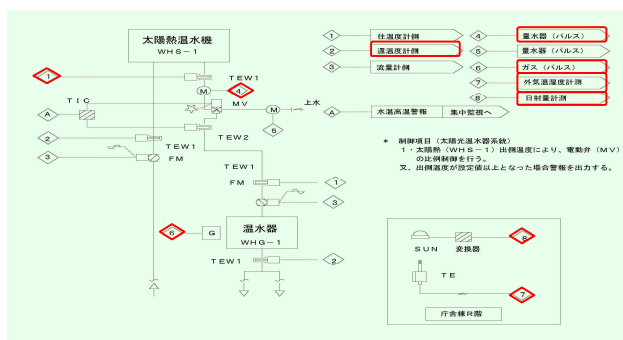 太陽熱温水機
WHS-1
1
TEW1
M
4
MV
TIC
A
M
上水
5
TEW2
2
TEW1
3
FM
TEW1
FM
1
3
6
G
温水器
WHG-1
TEW1
2
1
往温度計測
2
還温度計測
3
流量計測
4
量水器 (パルス)
5
量水器 (パルス)
6
ガス (パルス)
7
外気温湿度計測
8
日射量計測
A
水温高温警報
集中監視へ
* 制御項目 (太陽光温水器系統)
1・太陽熱 (WHS-1) 出側温度により、電動弁 (MV)
の比例制御を行う。
又、出側温度が設定値以上となった場合警報を出力する。
SUN
変換器
8
TE
7
庁舎棟R階